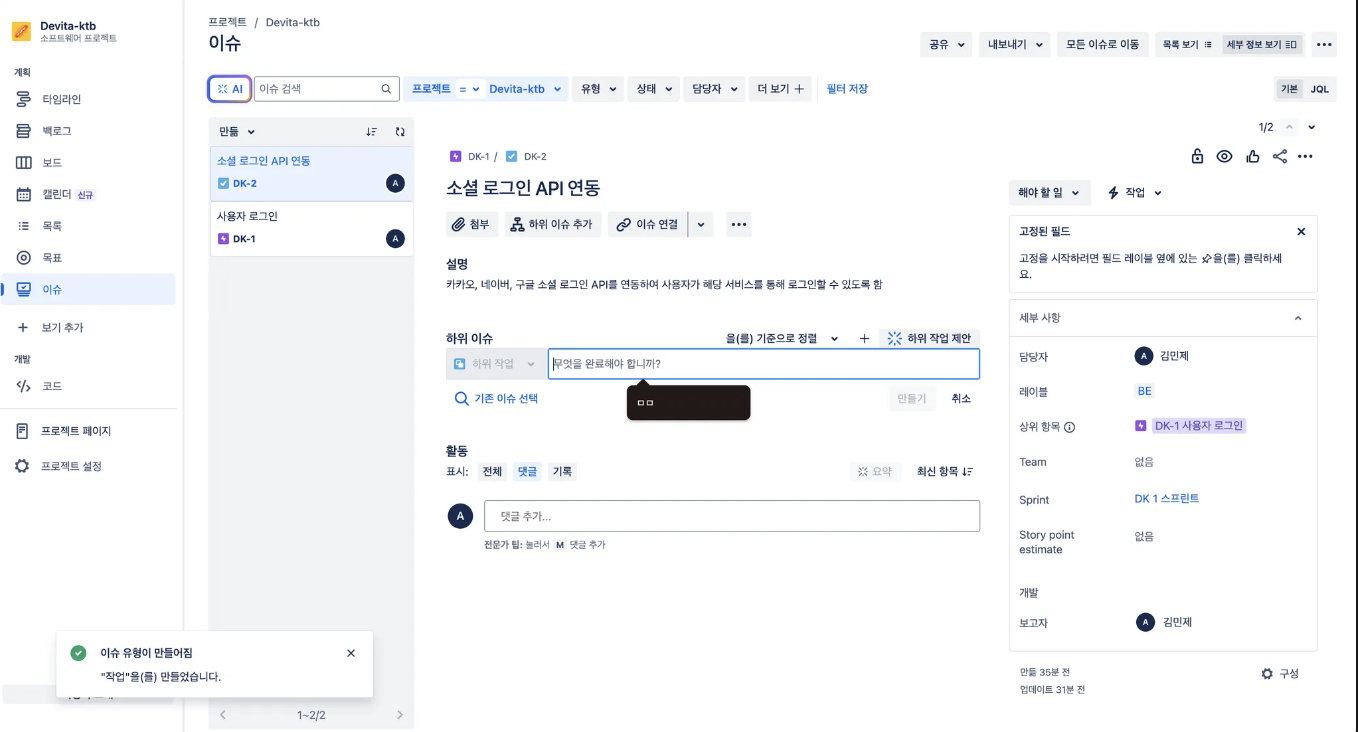 Devita-ktb
소프트웨어 프로젝트
계획
타임라인
백로그
보드
캘린더 신규
목록
목표
이슈
보기 추가
개발
코드
프로젝트 페이지
프로젝트 설정
프로젝트 / Devita-ktb
이슈
공유
내보내기
모든 이슈로 이동
목록 보기
세부 정보 보기
AI
이슈 검색
프로젝트 = Devita-ktb
유형
상태
담당자
더 보기
필터 저장
기본
JQL
만듦
소셜 로그인 API 연동
DK-2
A
사용자 로그인
DK-1
A
1~2/2
1/2
DK-1 / DK-2
소셜 로그인 API 연동
첨부
하위 이슈 추가
이슈 연결
설명
카카오, 네이버, 구글 소셜 로그인 API를 연동하여 사용자가 해당 서비스를 통해 로그인할 수 있도록 함
하위 이슈
을(를) 기준으로 정렬
하위 작업 제안
하위 작업
무엇을 완료해야 합니까?
기존 이슈 선택
ㅁㅁ
만들기
취소
활동
표시: 전체 댓글 기록
요약
최신 항목
A
댓글 추가...
전문가 팁: 눌러서 M 댓글 추가
해야 할 일
작업
고정된 필드
고정을 시작하려면 필드 레이블 옆에 있는 을(를) 클릭하세
요.
세부 사항
담당자
A 김민제
레이블
BE
상위 항목
DK-1 사용자 로그인
Team
없음
Sprint
DK 1 스프린트
Story point
estimate
없음
개발
보고자
A 김민제
만듦 35분 전
업데이트 31분 전
구성
이슈 유형이 만들어짐
"작업"을(를) 만들었습니다.